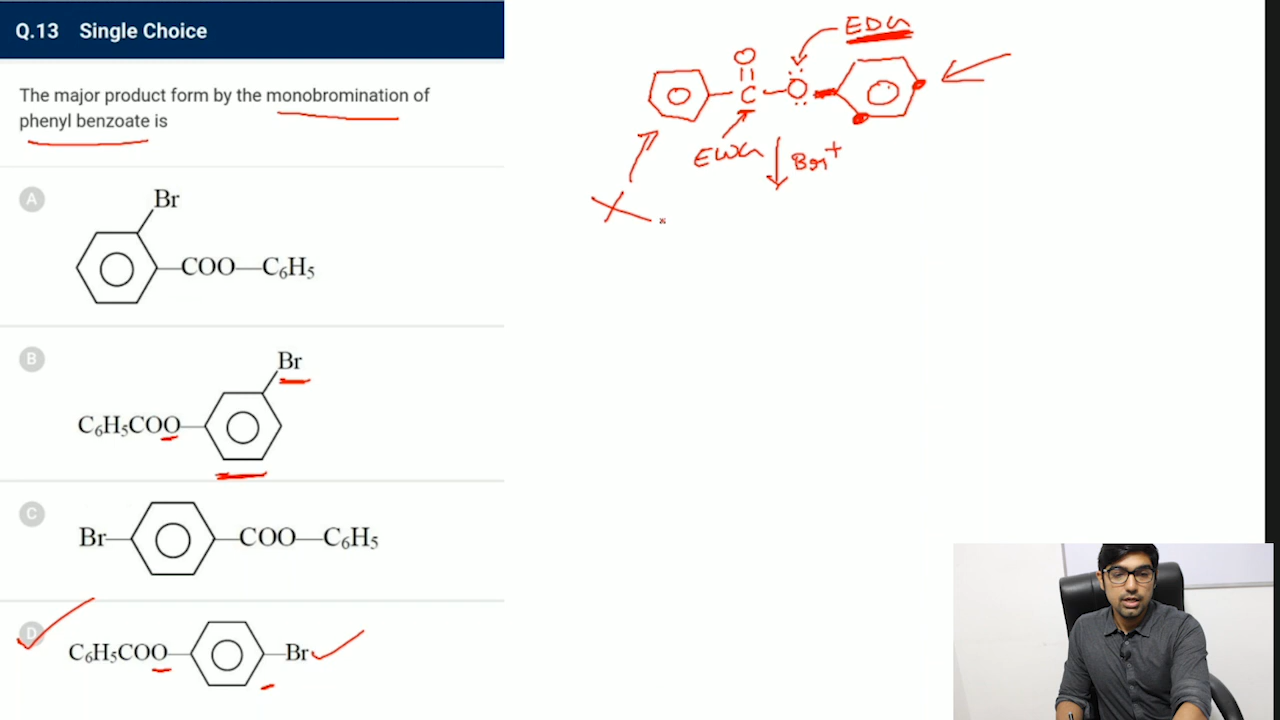 Q.13 Single Choice
The major product form by the monobromination of
phenyl benzoate is
A
Br
COO—C₆H₅
B
Br
C₆H₅COO
C
Br
COO—C₆H₅
D
C₆H₅COO
Br
EDG
O
C
O
EWG
Br⁺